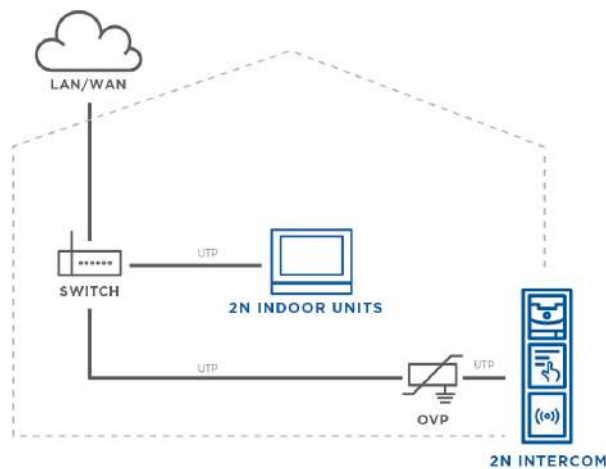 LAN/WAN
UTP
SWITCH
2N INDOOR UNITS
UTP
UTP
OVP
2N INTERCOM